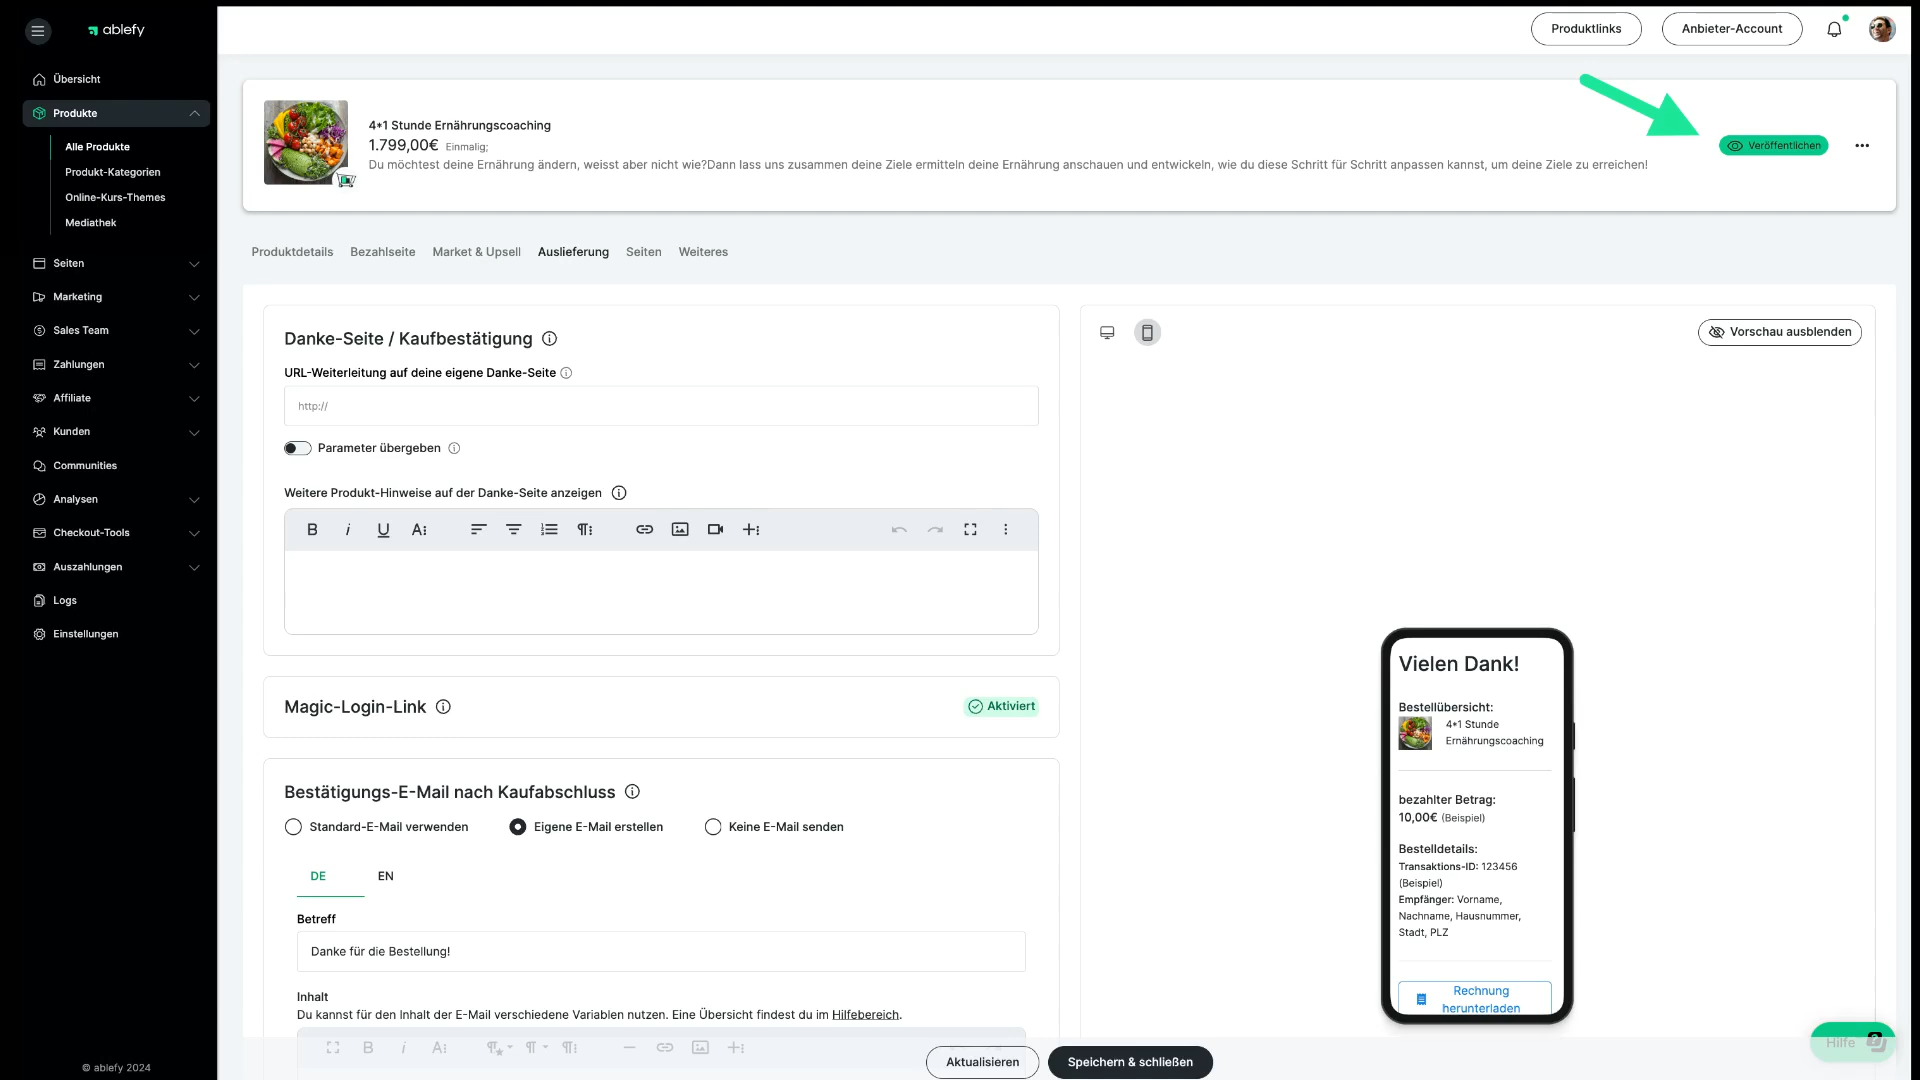 ablefy
Produktlinks
Anbieter-Account
Übersicht
Produkte
Alle Produkte
Produkt-Kategorien
Online-Kurs-Themes
Mediathek
Seiten
Marketing
Sales Team
Zahlungen
Affiliate
Kunden
Communities
Analysen
Checkout-Tools
Auszahlungen
Logs
Einstellungen
© ablefy 2024
4*1 Stunde Ernährungscoaching
1.799,00€ Einmalig;
Du möchtest deine Ernährung ändern, weisst aber nicht wie?Dann lass uns zusammen deine Ziele ermitteln deine Ernährung anschauen und entwickeln, wie du diese Schritt für Schritt anpassen kannst, um deine Ziele zu erreichen!
Veröffentlichen
Produktdetails Bezahlseite Market & Upsell Auslieferung Seiten Weiteres
Danke-Seite / Kaufbestätigung
URL-Weiterleitung auf deine eigene Danke-Seite
http://
Parameter übergeben
Weitere Produkt-Hinweise auf der Danke-Seite anzeigen
Magic-Login-Link
Aktiviert
Bestätigungs-E-Mail nach Kaufabschluss
Standard-E-Mail verwenden Eigene E-Mail erstellen Keine E-Mail senden
DE EN
Betreff
Danke für die Bestellung!
Inhalt
Du kannst für den Inhalt der E-Mail verschiedene Variablen nutzen. Eine Übersicht findest du im Hilfebereich.
Aktualisieren
Speichern & schließen
Vorschau ausblenden
Vielen Dank!
Bestellübersicht:
4*1 Stunde
Ernährungscoaching
bezahlter Betrag:
10,00€ (Beispiel)
Bestelldetails:
Transaktions-ID: 123456
(Beispiel)
Empfänger: Vorname,
Nachname, Hausnummer,
Stadt, PLZ
Rechnung
herunterladen
Hilfe